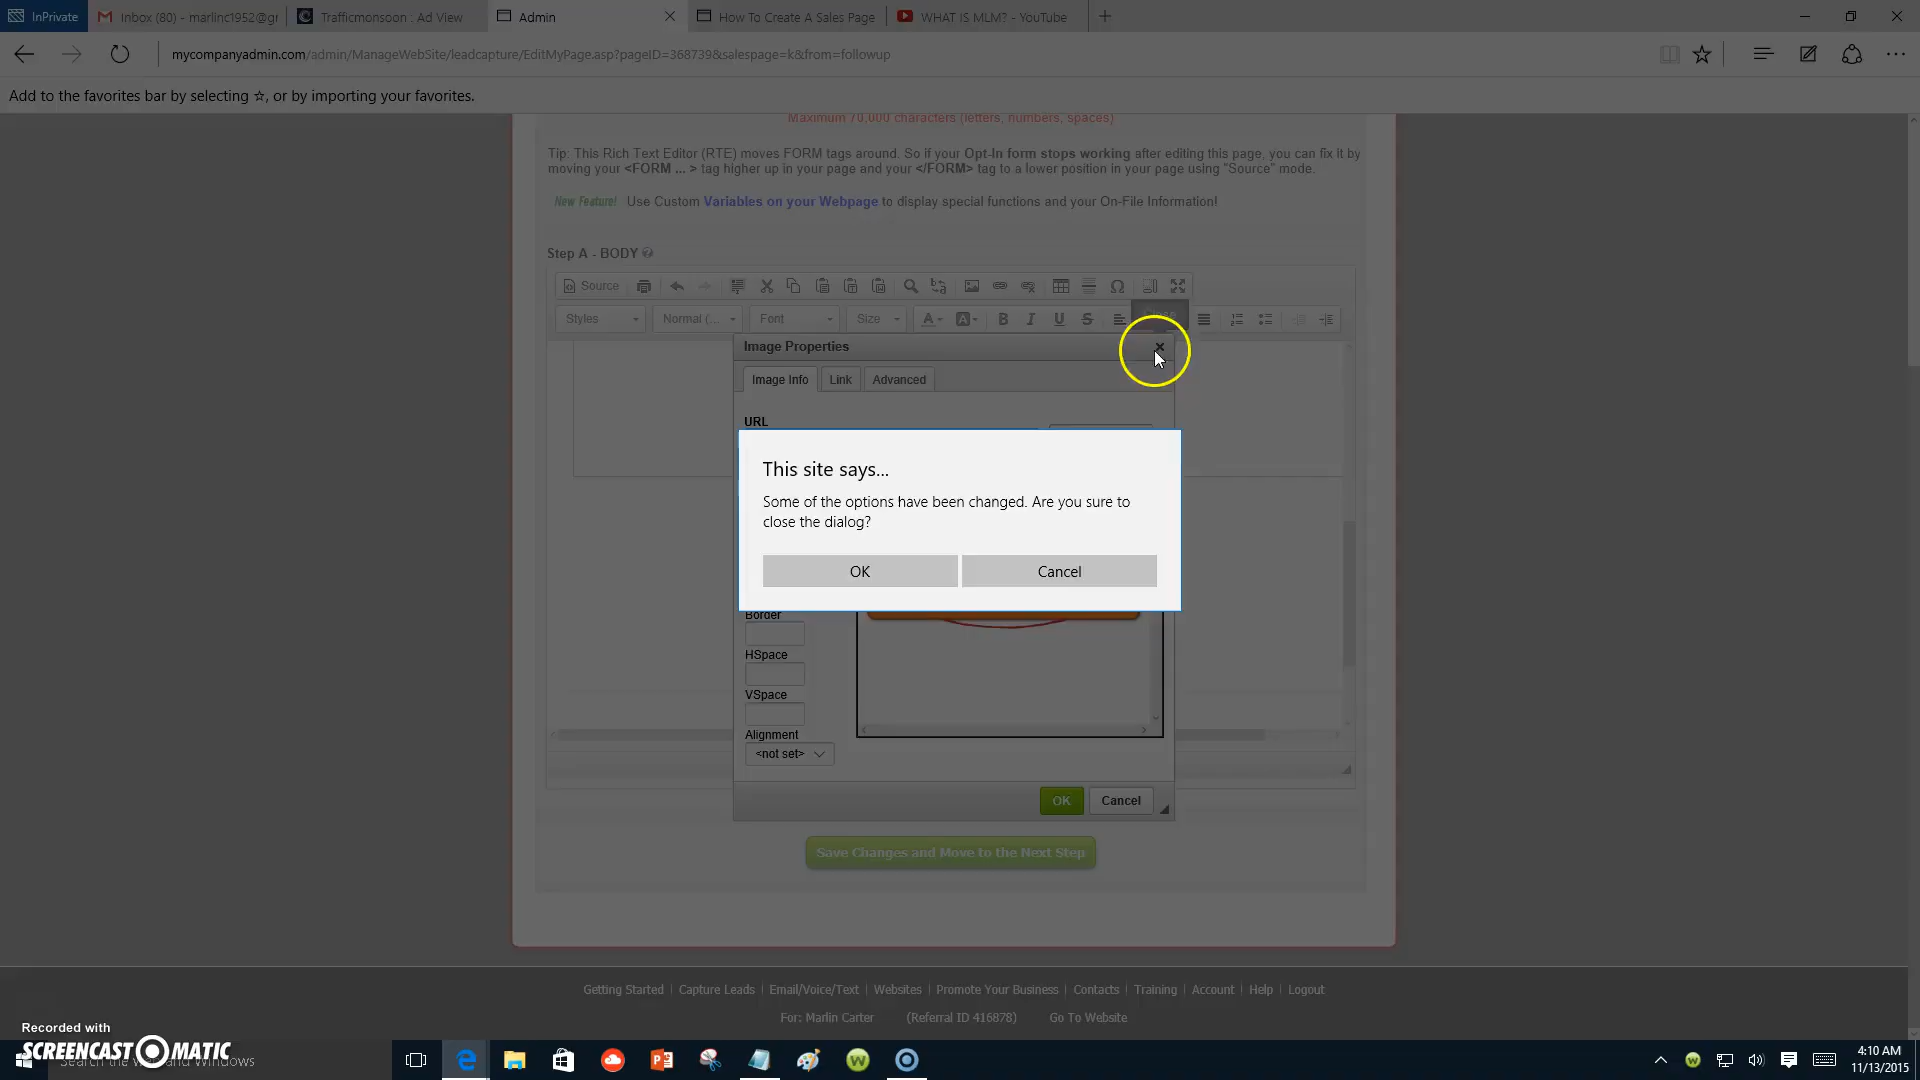 InPrivate
Inbox (80) - marlinc1952@gr
Trafficmonsoon : Ad View
Admin
How To Create A Sales Page
WHAT IS MLM? - YouTube
mycompanyadmin.com/admin/ManageWebSite/leadcapture/EditMyPage.asp?pageID=368739&salespage=k&from=followup
Add to the favorites bar by selecting ☆, or by importing your favorites.
Maximum 70,000 characters (letters, numbers, spaces)
Tip: This Rich Text Editor (RTE) moves FORM tags around. So if your Opt-In form stops working after editing this page, you can fix it by
moving your <FORM ... > tag higher up in your page and your </FORM> tag to a lower position in your page using "Source" mode.
New Feature! Use Custom Variables on your Webpage to display special functions and your On-File Information!
Step A - BODY
Source
Styles
Normal (...
Font
Size
Image Properties
Image Info
Link
Advanced
URL
This site says...
Some of the options have been changed. Are you sure to
close the dialog?
OK
Cancel
Border
HSpace
VSpace
Alignment
<not set>
OK
Cancel
Save Changes and Move to the Next Step
Getting Started | Capture Leads | Email/Voice/Text | Websites | Promote Your Business | Contacts | Training | Account | Help | Logout
For: Marlin Carter (Referral ID 416878) Go To Website
Recorded with
SCREENCAST-O-MATIC
Search the web and Windows
4:10 AM
11/13/2015